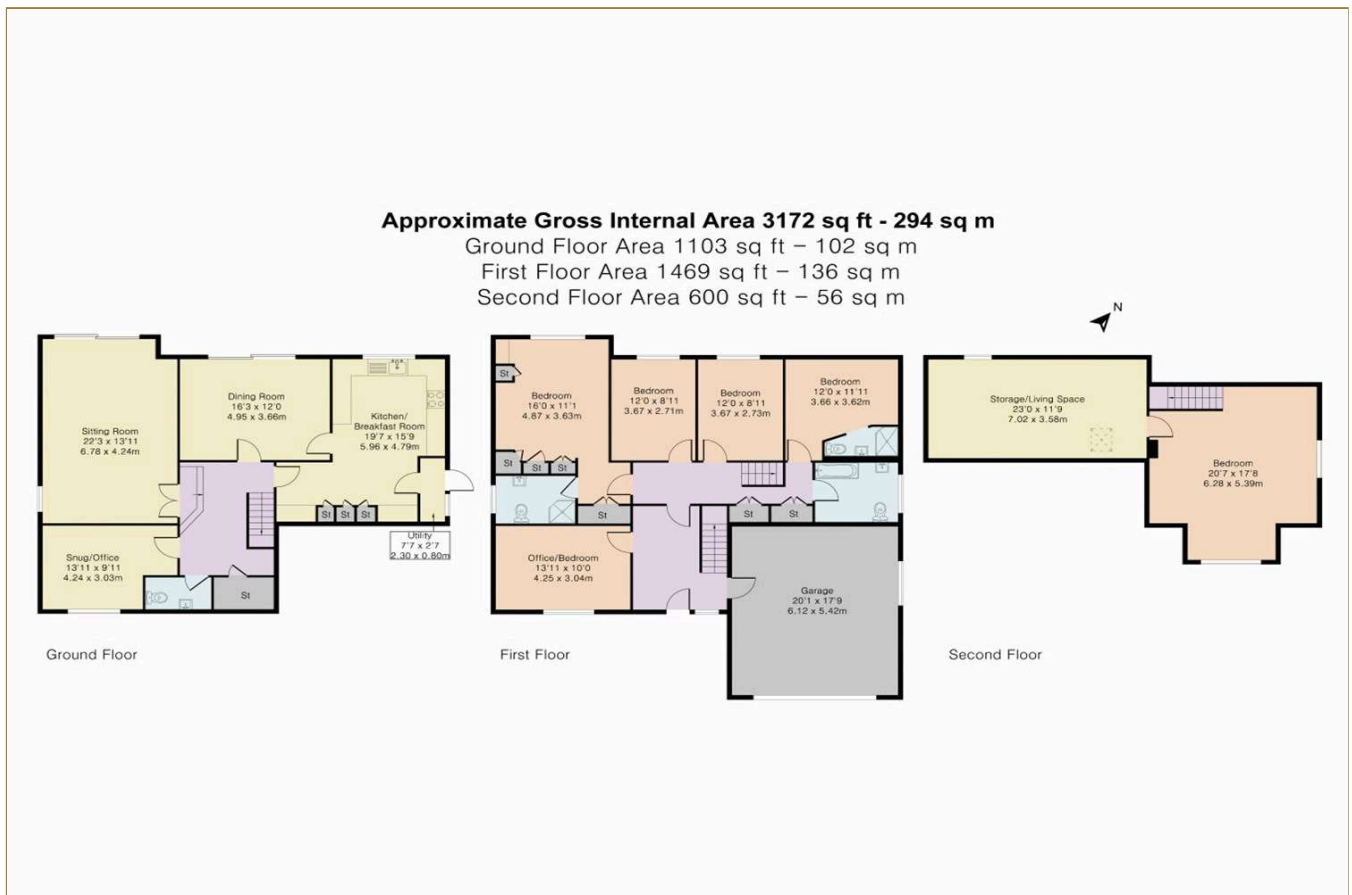 Approximate Gross Internal Area 3172 sq ft - 294 sq m
Ground Floor Area 1103 sq ft – 102 sq m
First Floor Area 1469 sq ft – 136 sq m
Second Floor Area 600 sq ft – 56 sq m
N
Sitting Room
22'3 x 13'11
6.78 x 4.24m
Dining Room
16'3 x 12'0
4.95 x 3.66m
Kitchen/
Breakfast Room
19'7 x 15'9
5.96 x 4.79m
St
St
St
Utility
7'7 x 2'7
2.30 x 0.80m
Snug/Office
13'11 x 9'11
4.24 x 3.03m
St
Ground Floor
St
Bedroom
16'0 x 11'1
4.87 x 3.63m
Bedroom
12'0 x 8'11
3.67 x 2.71m
Bedroom
12'0 x 8'11
3.67 x 2.73m
Bedroom
12'0 x 11'11
3.66 x 3.62m
St
St
St
St
St
St
Office/Bedroom
13'11 x 10'0
4.25 x 3.04m
Garage
20'1 x 17'9
6.12 x 5.42m
First Floor
Storage/Living Space
23'0 x 11'9
7.02 x 3.58m
Bedroom
20'7 x 17'8
6.28 x 5.39m
Second Floor